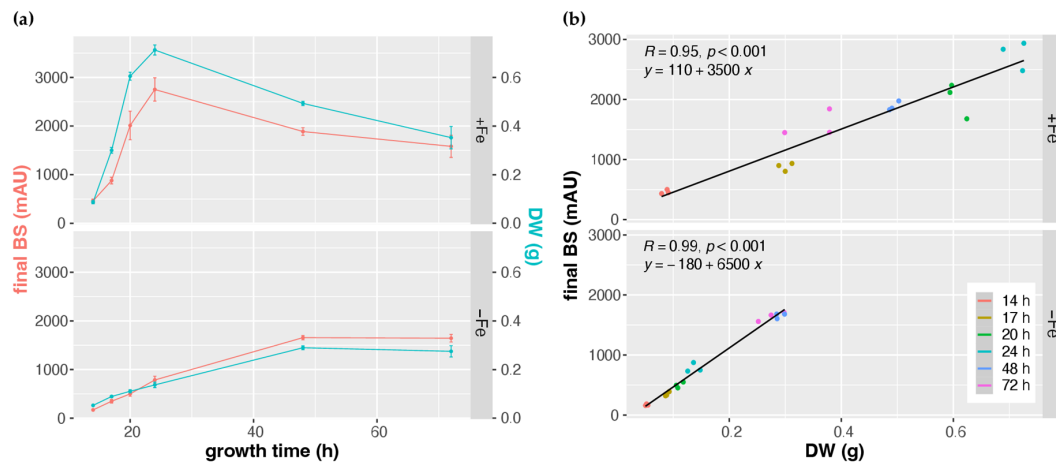 (a)
(b)
3000
2000
1000
0
0.6
0.4
0.2
0.0
+Fe
3000
2000
1000
0
0.6
0.4
0.2
0.0
−Fe
final BS (mAU)
DW (g)
20
40
60
growth time (h)
R = 0.95, p < 0.001
y = 110 + 3500 x
3000
2000
1000
0
+Fe
R = 0.99, p < 0.001
y = − 180 + 6500 x
3000
2000
1000
0
−Fe
final BS (mAU)
14 h
17 h
20 h
24 h
48 h
72 h
0.2
0.4
0.6
DW (g)